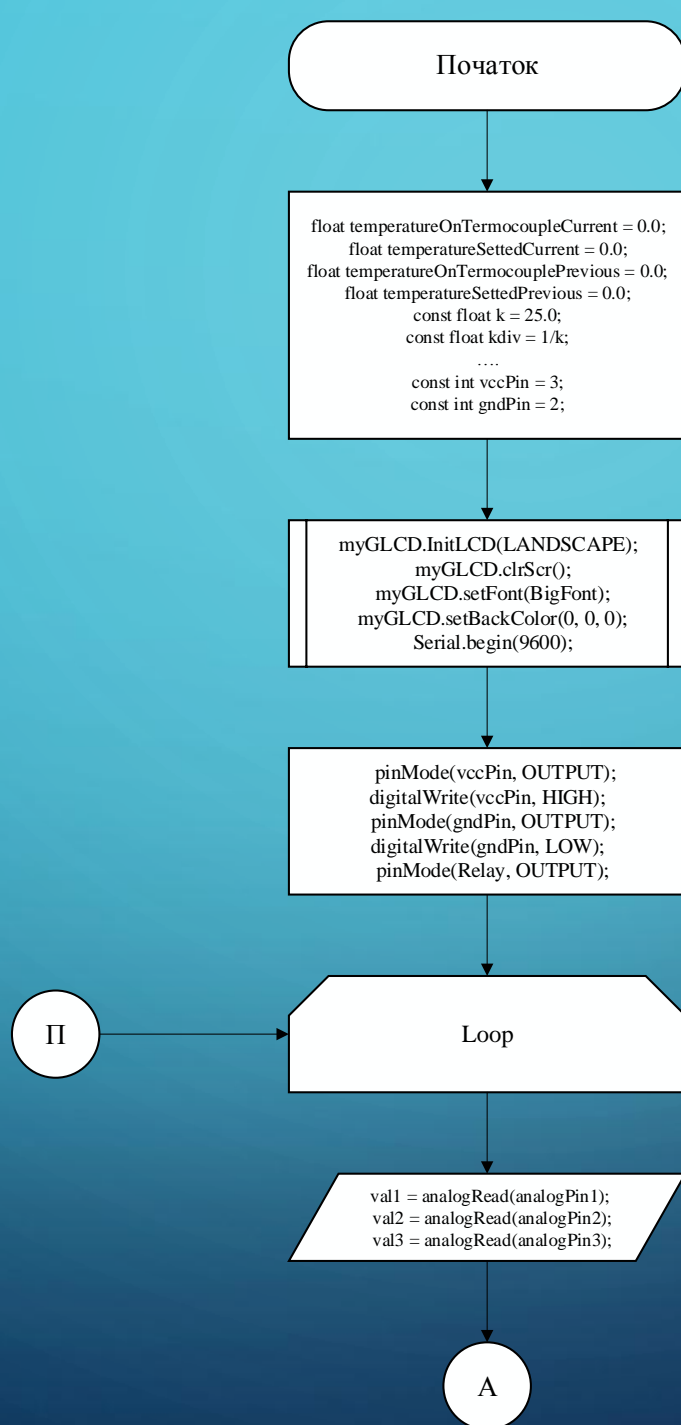 Початок
float temperatureOnTermocoupleCurrent = 0.0;
float temperatureSettedCurrent = 0.0;
float temperatureOnTermocouplePrevious = 0.0;
float temperatureSettedPrevious = 0.0;
const float k = 25.0;
const float kdiv = 1/k;
….
const int vccPin = 3;
const int gndPin = 2;
myGLCD.InitLCD(LANDSCAPE);
myGLCD.clrScr();
myGLCD.setFont(BigFont);
myGLCD.setBackColor(0, 0, 0);
Serial.begin(9600);
pinMode(vccPin, OUTPUT);
digitalWrite(vccPin, HIGH);
pinMode(gndPin, OUTPUT);
digitalWrite(gndPin, LOW);
pinMode(Relay, OUTPUT);
П
Loop
val1 = analogRead(analogPin1);
val2 = analogRead(analogPin2);
val3 = analogRead(analogPin3);
А